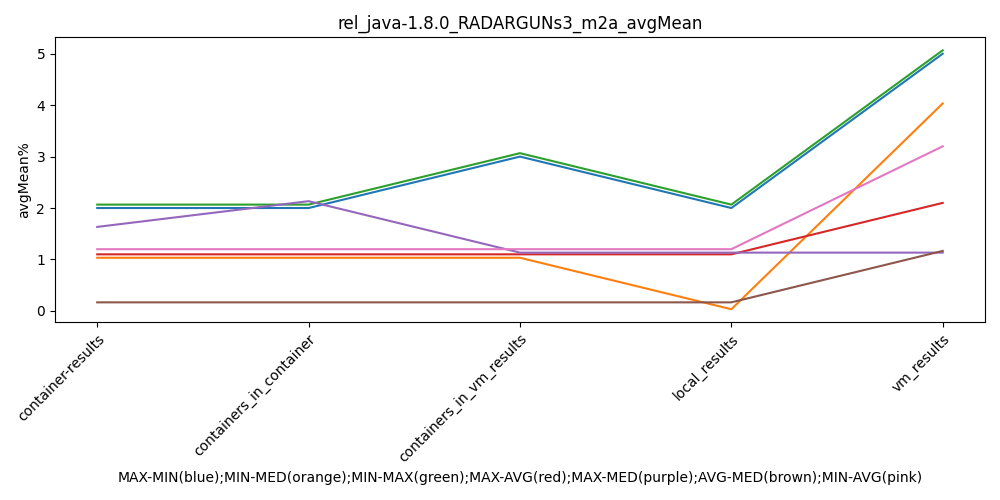 rel_java-1.8.0_RADARGUNs3_m2a_avgMean
avgMean%
5
4
3
2
1
0
container-results
containers_in_container
containers_in_vm_results
local_results
vm_results
MAX-MIN(blue);MIN-MED(orange);MIN-MAX(green);MAX-AVG(red);MAX-MED(purple);AVG-MED(brown);MIN-AVG(pink)